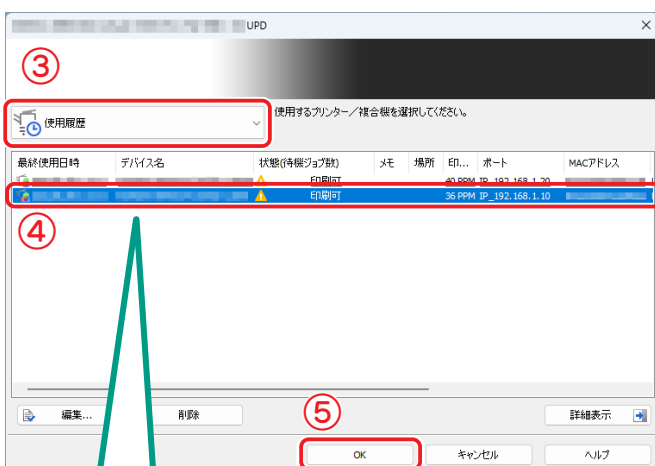 UPD
③
使用履歴
使用するプリンター／複合機を選択してください。
最終使用日時 デバイス名 状態(待機ジョブ数) メモ 場所 印... ポート MACアドレス
印刷可 40 PPM IP_192.168.1.20
印刷可 36 PPM IP_192.168.1.10
④
編集... 削除 詳細表示
⑤
OK キャンセル ヘルプ